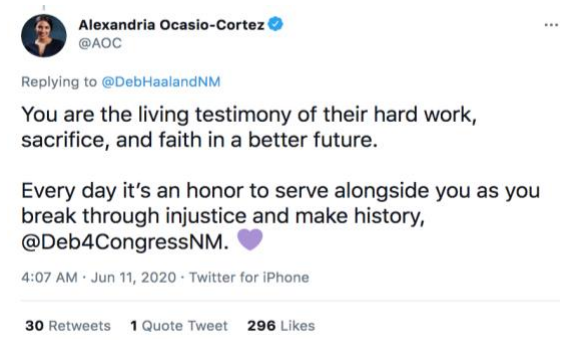 Alexandria Ocasio-Cortez
@AOC
Replying to @DebHaalandNM
You are the living testimony of their hard work,
sacrifice, and faith in a better future.
Every day it’s an honor to serve alongside you as you
break through injustice and make history,
@Deb4CongressNM. 💜
4:07 AM · Jun 11, 2020 · Twitter for iPhone
30 Retweets 1 Quote Tweet 296 Likes